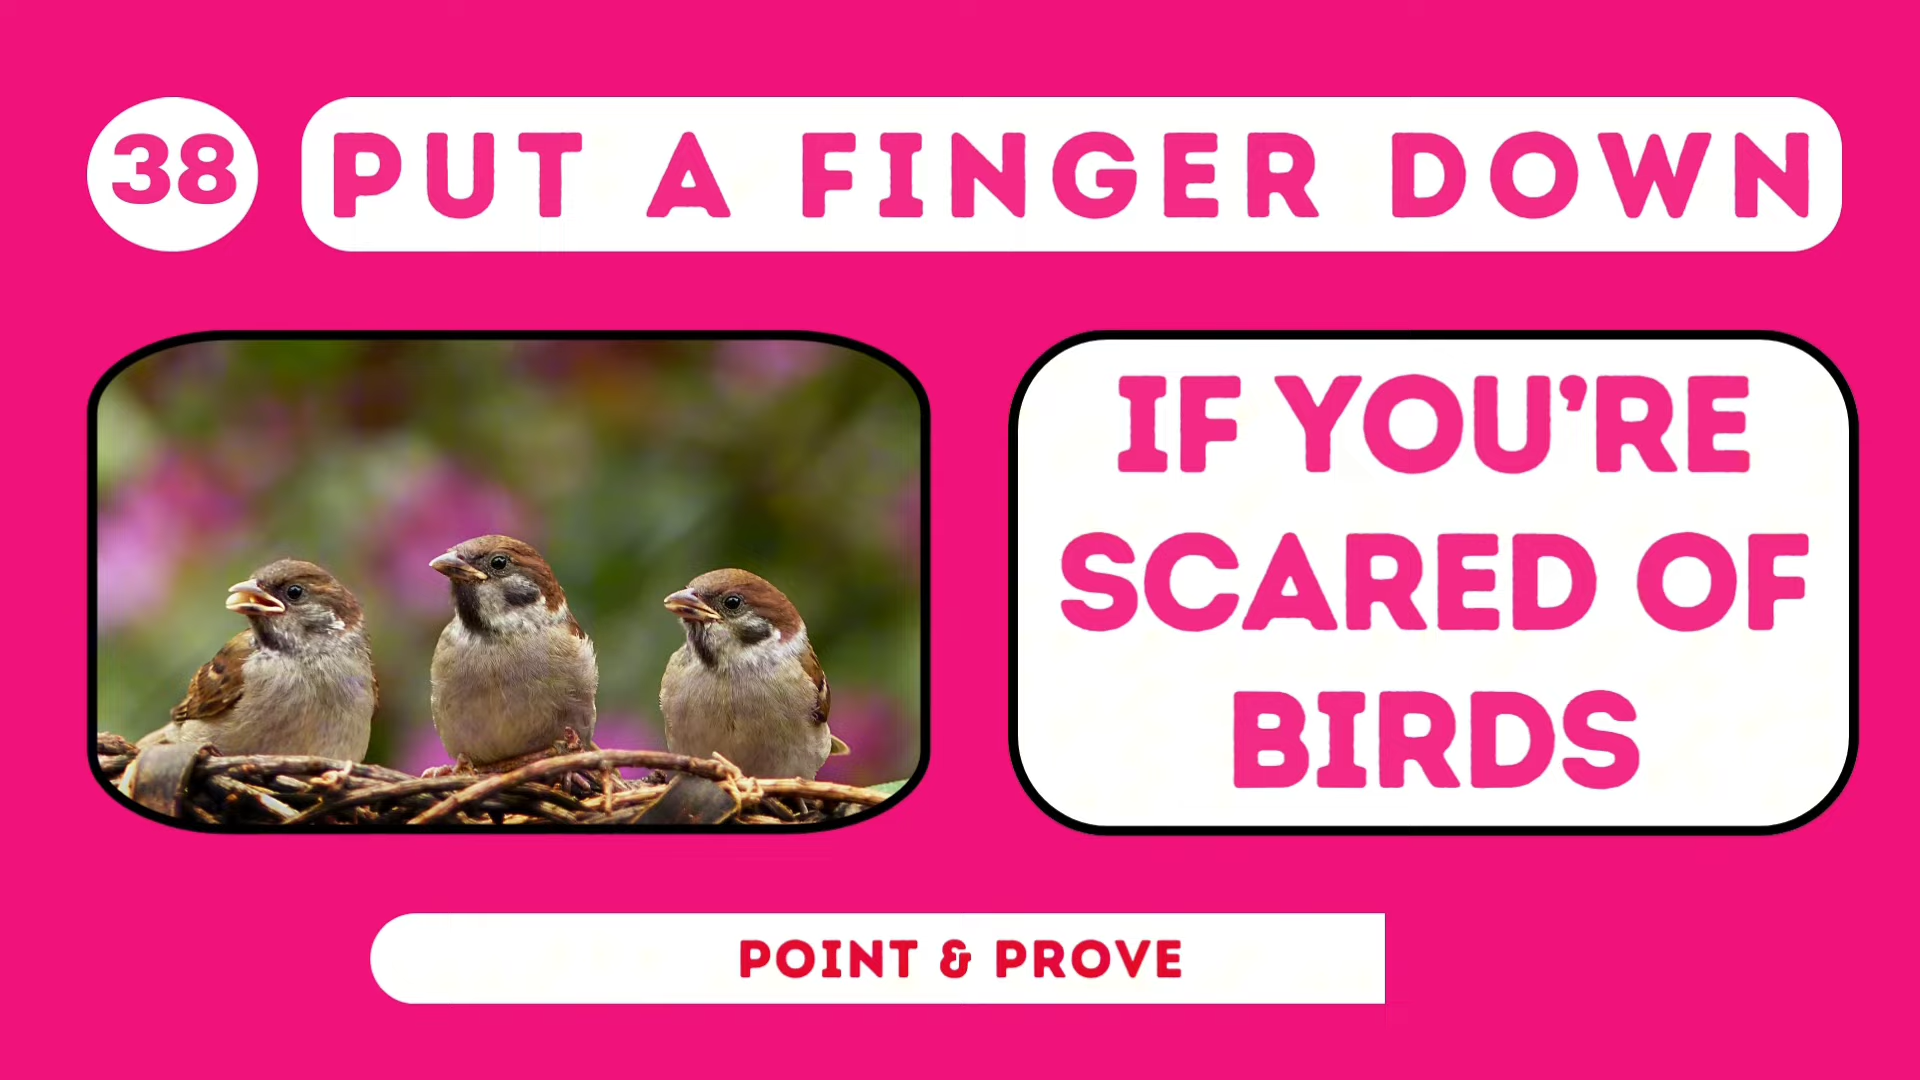 38 PUT A FINGER DOWN
IF YOU’RE
SCARED OF
BIRDS
POINT & PROVE